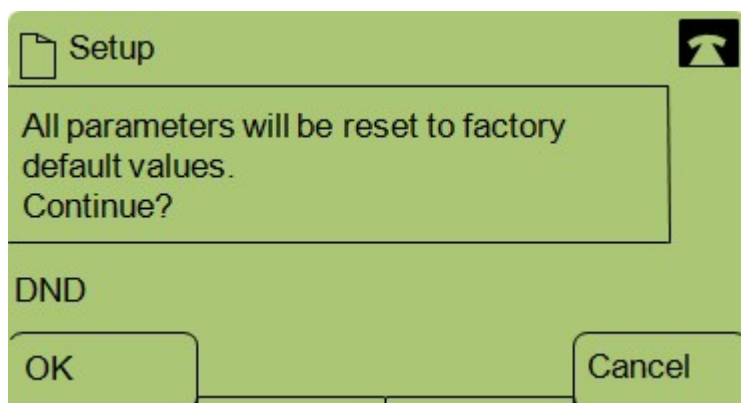 Setup
All parameters will be reset to factory
default values.
Continue?
DND
OK
Cancel